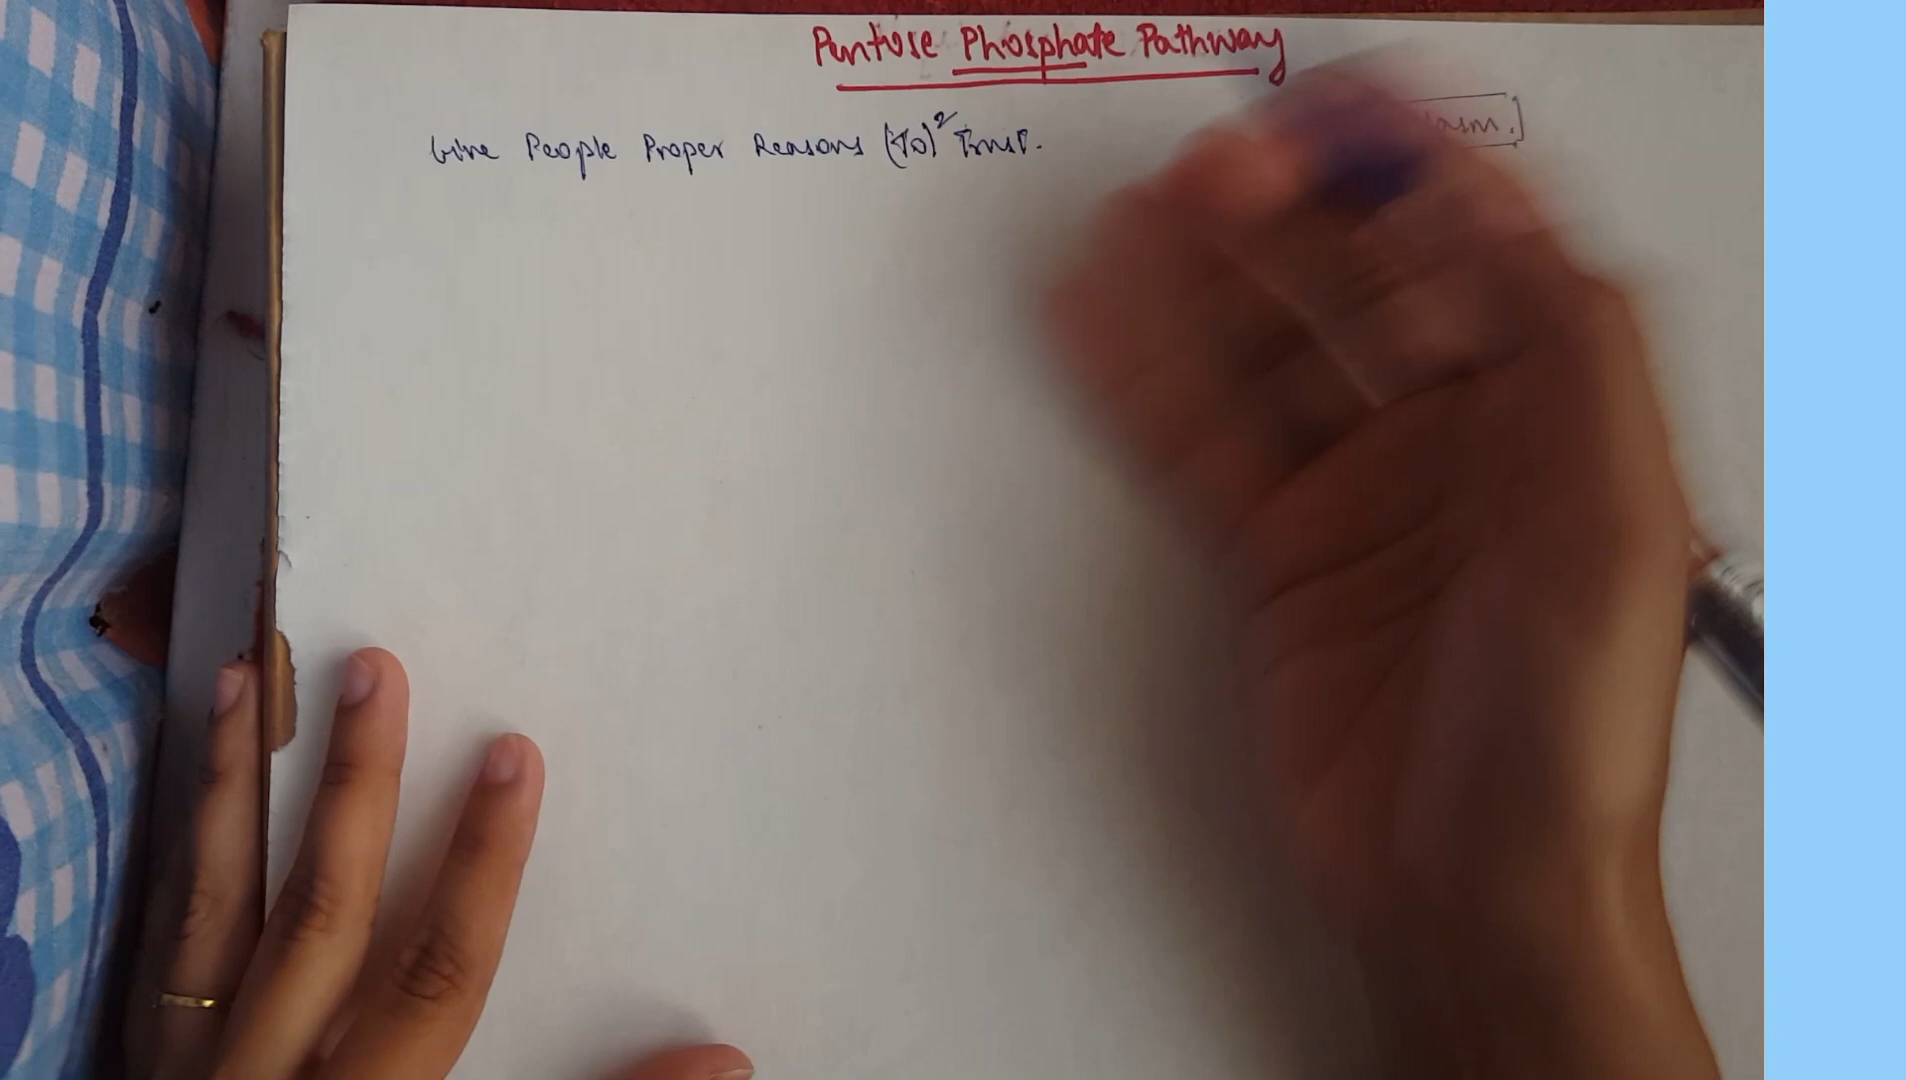 Pentose Phosphate Pathway
Give People Proper Reasons (To)² Trust.